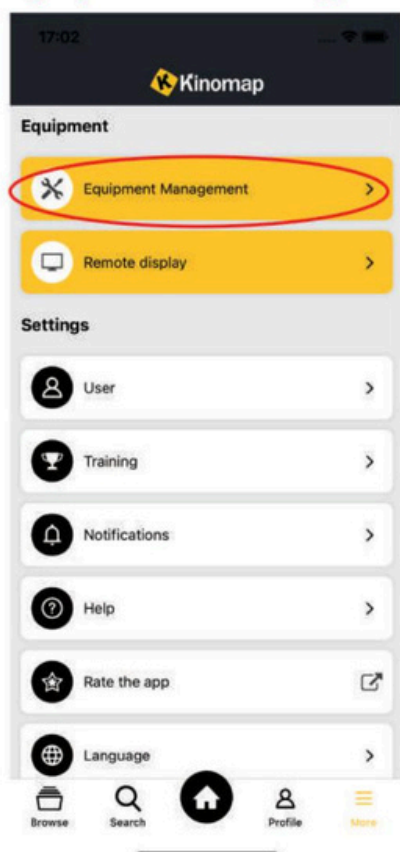 17:02
Kinomap
Equipment
Equipment Management
Remote display
Settings
User
Training
Notifications
Help
Rate the app
Language
Browse
Search
Profile
More